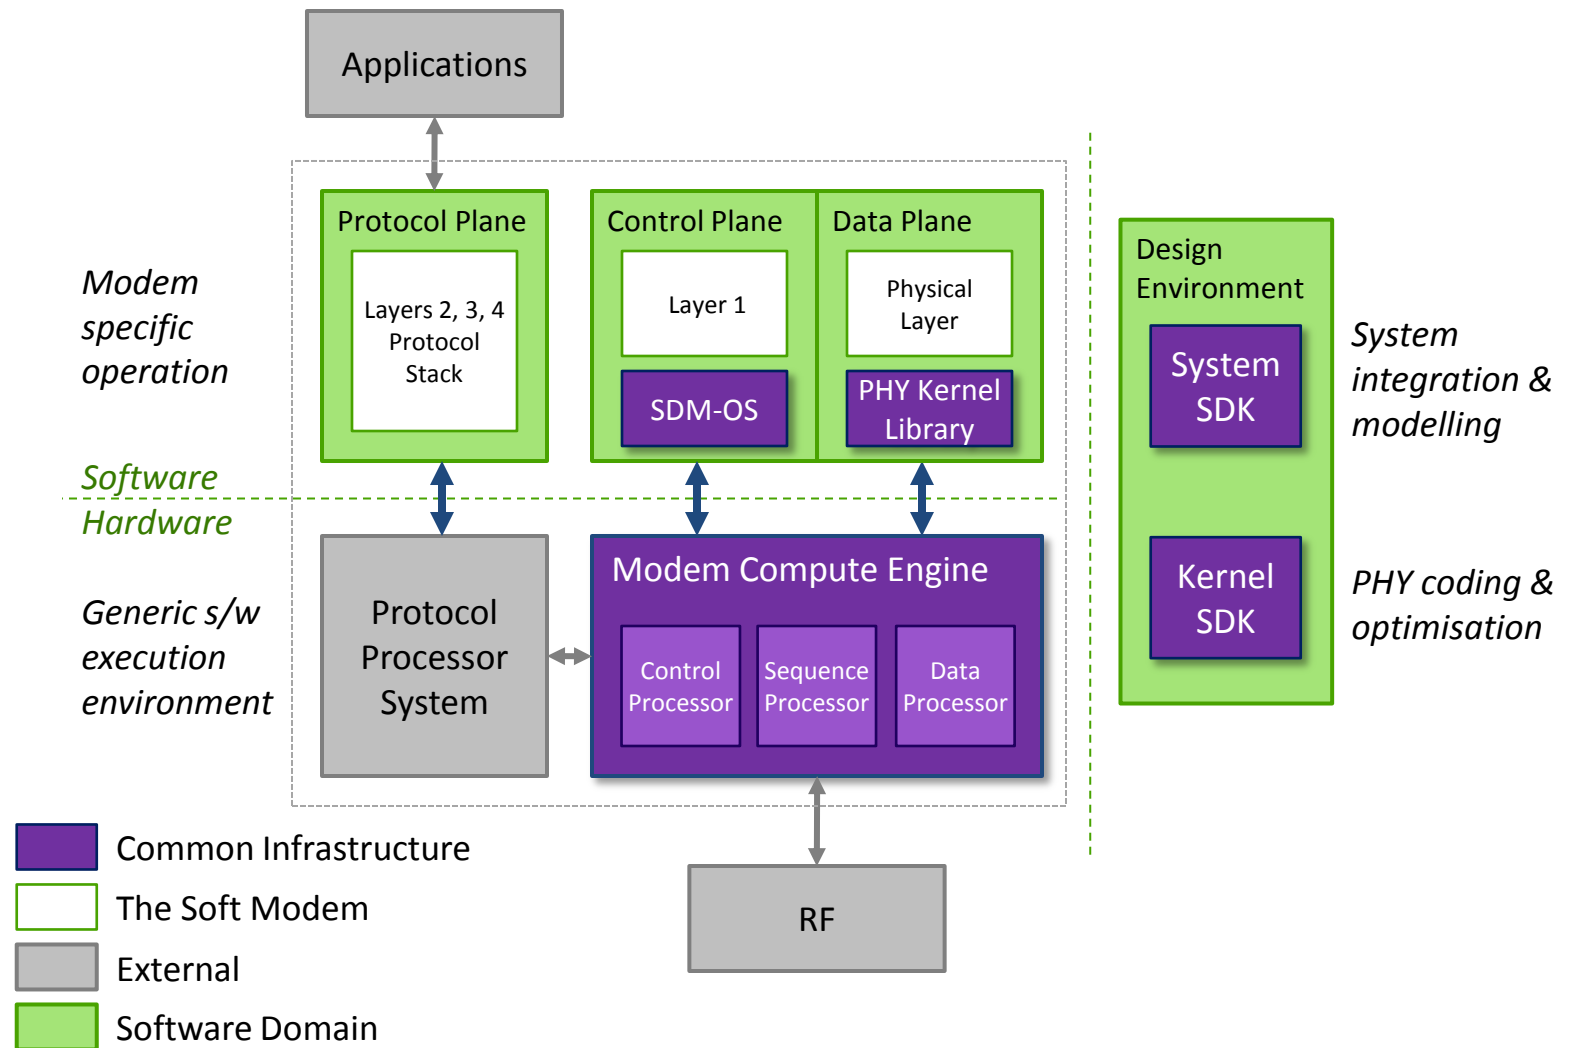 Applications
Protocol Plane
Layers 2, 3, 4
Protocol
Stack
Control Plane
Layer 1
SDM-OS
Data Plane
Physical
Layer
PHY Kernel
Library
Modem
specific
operation
Software
Hardware
Generic s/w
execution
environment
Protocol
Processor
System
Modem Compute Engine
Control
Processor
Sequence
Processor
Data
Processor
RF
Design
Environment
System
SDK
Kernel
SDK
System
integration &
modelling
PHY coding &
optimisation
Common Infrastructure
The Soft Modem
External
Software Domain